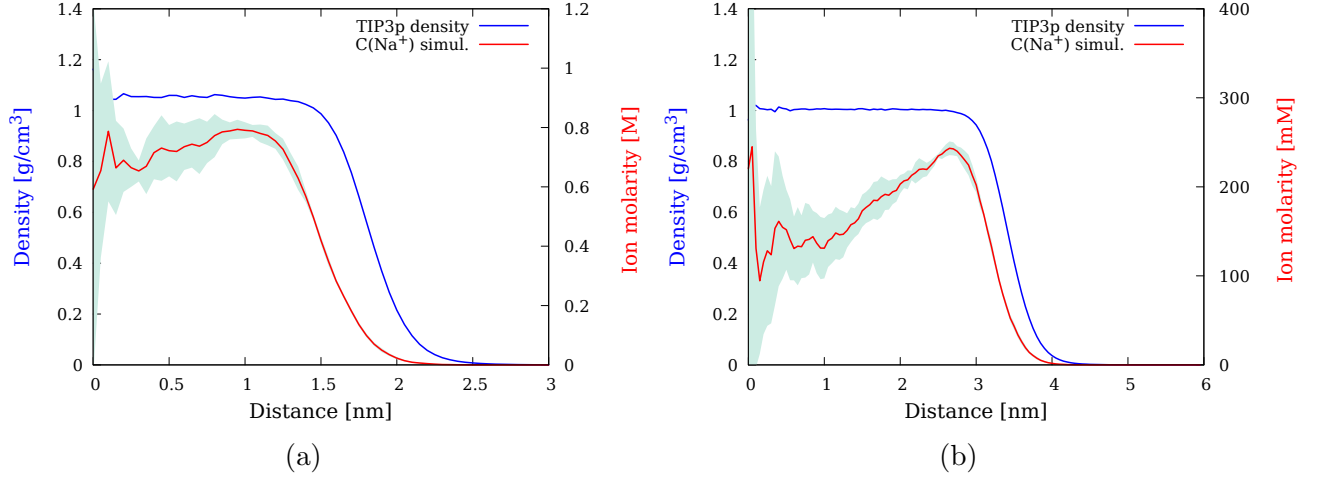 TIP3p density
C(Na⁺) simul.
0
0.2
0.4
0.6
0.8
1
1.2
1.4
Density [g/cm³]
0
0.2
0.4
0.6
0.8
1
1.2
Ion molarity [M]
0 0.5 1 1.5 2 2.5 3
Distance [nm]
(a)
TIP3p density
C(Na⁺) simul.
0
0.2
0.4
0.6
0.8
1
1.2
1.4
Density [g/cm³]
0
100
200
300
400
Ion molarity [mM]
0 1 2 3 4 5 6
Distance [nm]
(b)